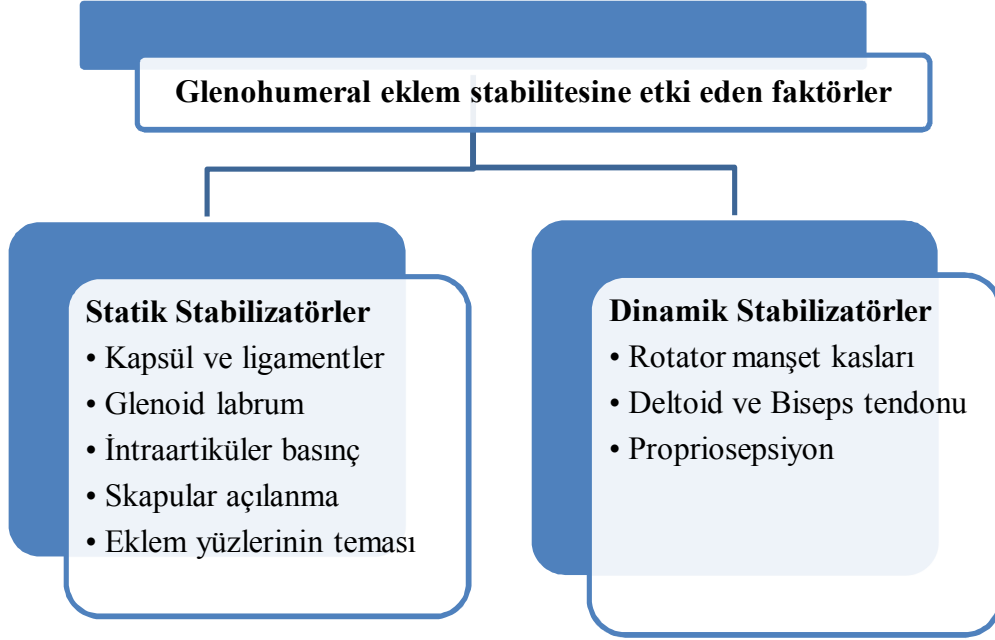 Glenohumeral eklem stabilitesine etki eden faktörler
Statik Stabilizatörler
• Kapsül ve ligamentler
• Glenoid labrum
• İntraartiküler basınç
• Skapular açılanma
• Eklem yüzlerinin teması
Dinamik Stabilizatörler
• Rotator manşet kasları
• Deltoid ve Biseps tendonu
• Propriosepsiyon